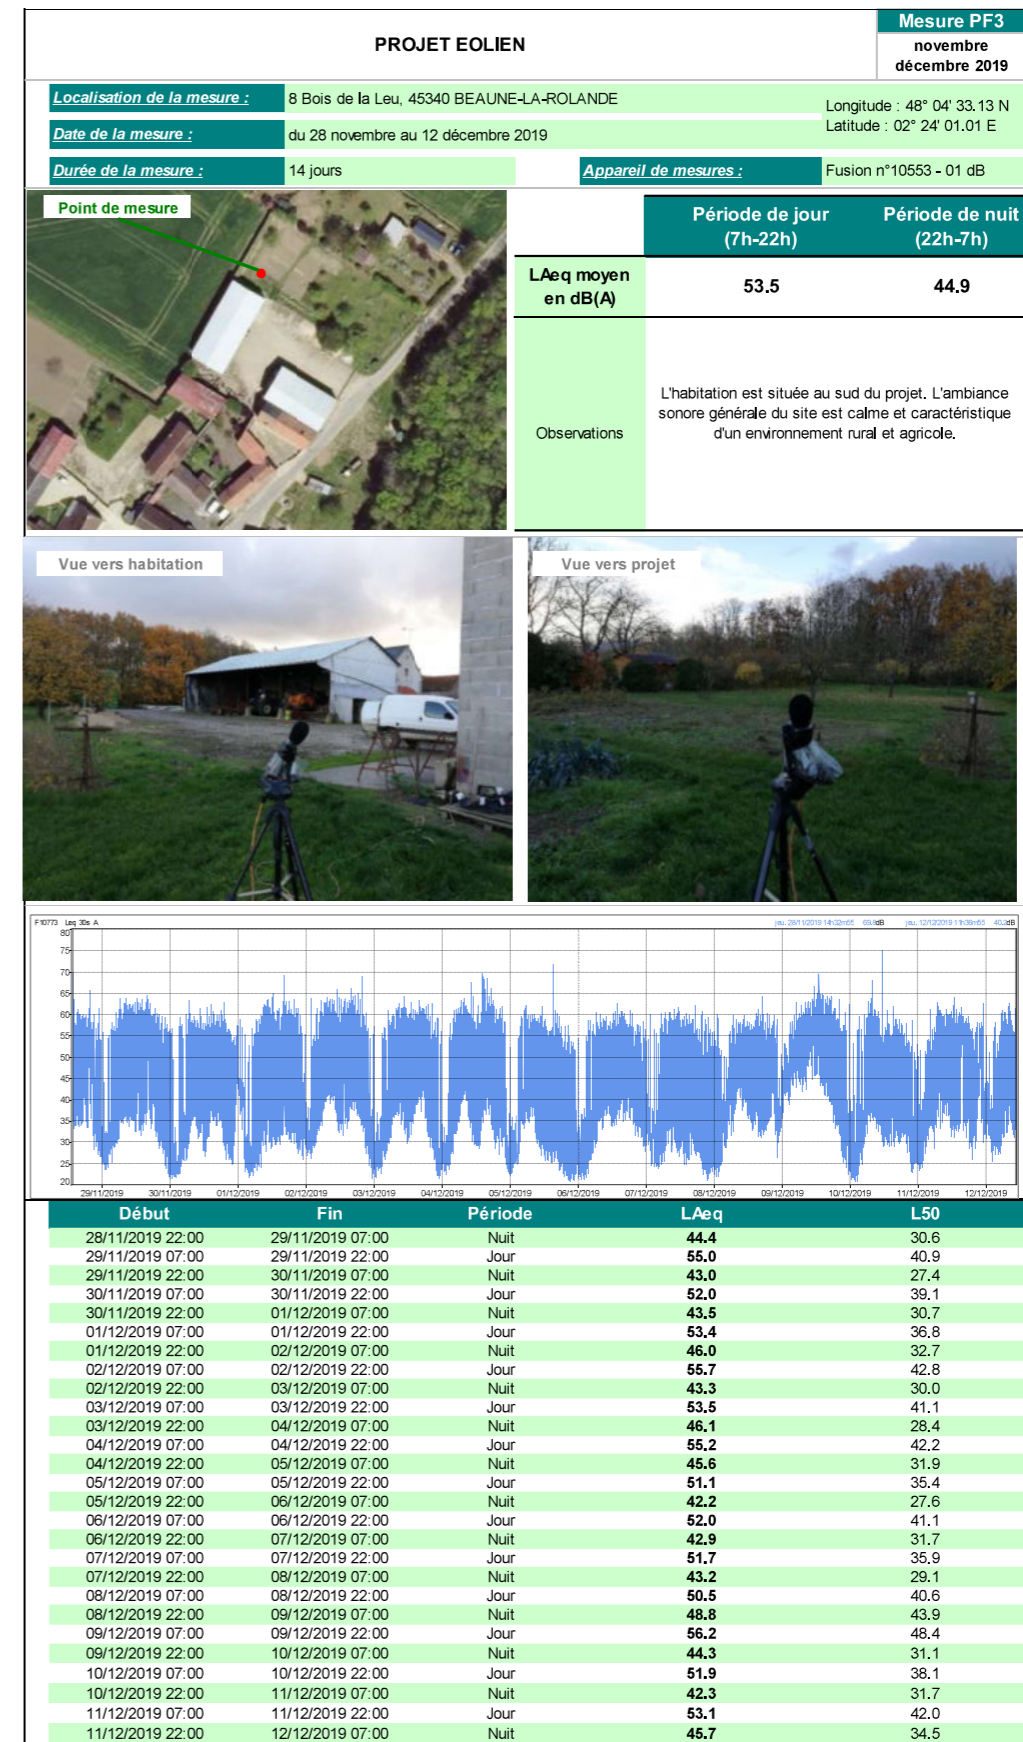 PROJET EOLIEN
Mesure PF3
novembre
décembre 2019
Localisation de la mesure :
8 Bois de la Leu, 45340 BEAUNE-LA-ROLANDE
Longitude : 48° 04' 33.13 N
Latitude : 02° 24' 01.01 E
Date de la mesure :
du 28 novembre au 12 décembre 2019
Durée de la mesure :
14 jours
Appareil de mesures :
Fusion n°10553 - 01 dB
Point de mesure
Période de jour
(7h-22h)
Période de nuit
(22h-7h)
LAeq moyen
en dB(A)
53.5
44.9
Observations
L'habitation est située au sud du projet. L'ambiance
sonore générale du site est calme et caractéristique
d'un environnement rural et agricole.
Vue vers habitation
Vue vers projet
F10773 Leq 30s A
jeu. 28/11/2019 14h32m55 69.8dB jeu. 12/12/2019 11h39m55 40.2dB
80
75
70
65
60
55
50
45
40
35
30
25
20
29/11/2019 30/11/2019 01/12/2019 02/12/2019 03/12/2019 04/12/2019 05/12/2019 06/12/2019 07/12/2019 08/12/2019 09/12/2019 10/12/2019 11/12/2019 12/12/2019
Début Fin Période LAeq L50
28/11/2019 22:00 29/11/2019 07:00 Nuit 44.4 30.6
29/11/2019 07:00 29/11/2019 22:00 Jour 55.0 40.9
29/11/2019 22:00 30/11/2019 07:00 Nuit 43.0 27.4
30/11/2019 07:00 30/11/2019 22:00 Jour 52.0 39.1
30/11/2019 22:00 01/12/2019 07:00 Nuit 43.5 30.7
01/12/2019 07:00 01/12/2019 22:00 Jour 53.4 36.8
01/12/2019 22:00 02/12/2019 07:00 Nuit 46.0 32.7
02/12/2019 07:00 02/12/2019 22:00 Jour 55.7 42.8
02/12/2019 22:00 03/12/2019 07:00 Nuit 43.3 30.0
03/12/2019 07:00 03/12/2019 22:00 Jour 53.5 41.1
03/12/2019 22:00 04/12/2019 07:00 Nuit 46.1 28.4
04/12/2019 07:00 04/12/2019 22:00 Jour 55.2 42.2
04/12/2019 22:00 05/12/2019 07:00 Nuit 45.6 31.9
05/12/2019 07:00 05/12/2019 22:00 Jour 51.1 35.4
05/12/2019 22:00 06/12/2019 07:00 Nuit 42.2 27.6
06/12/2019 07:00 06/12/2019 22:00 Jour 52.0 41.1
06/12/2019 22:00 07/12/2019 07:00 Nuit 42.9 31.7
07/12/2019 07:00 07/12/2019 22:00 Jour 51.7 35.9
07/12/2019 22:00 08/12/2019 07:00 Nuit 43.2 29.1
08/12/2019 07:00 08/12/2019 22:00 Jour 50.5 40.6
08/12/2019 22:00 09/12/2019 07:00 Nuit 48.8 43.9
09/12/2019 07:00 09/12/2019 22:00 Jour 56.2 48.4
09/12/2019 22:00 10/12/2019 07:00 Nuit 44.3 31.1
10/12/2019 07:00 10/12/2019 22:00 Jour 51.9 38.1
10/12/2019 22:00 11/12/2019 07:00 Nuit 42.3 31.7
11/12/2019 07:00 11/12/2019 22:00 Jour 53.1 42.0
11/12/2019 22:00 12/12/2019 07:00 Nuit 45.7 34.5